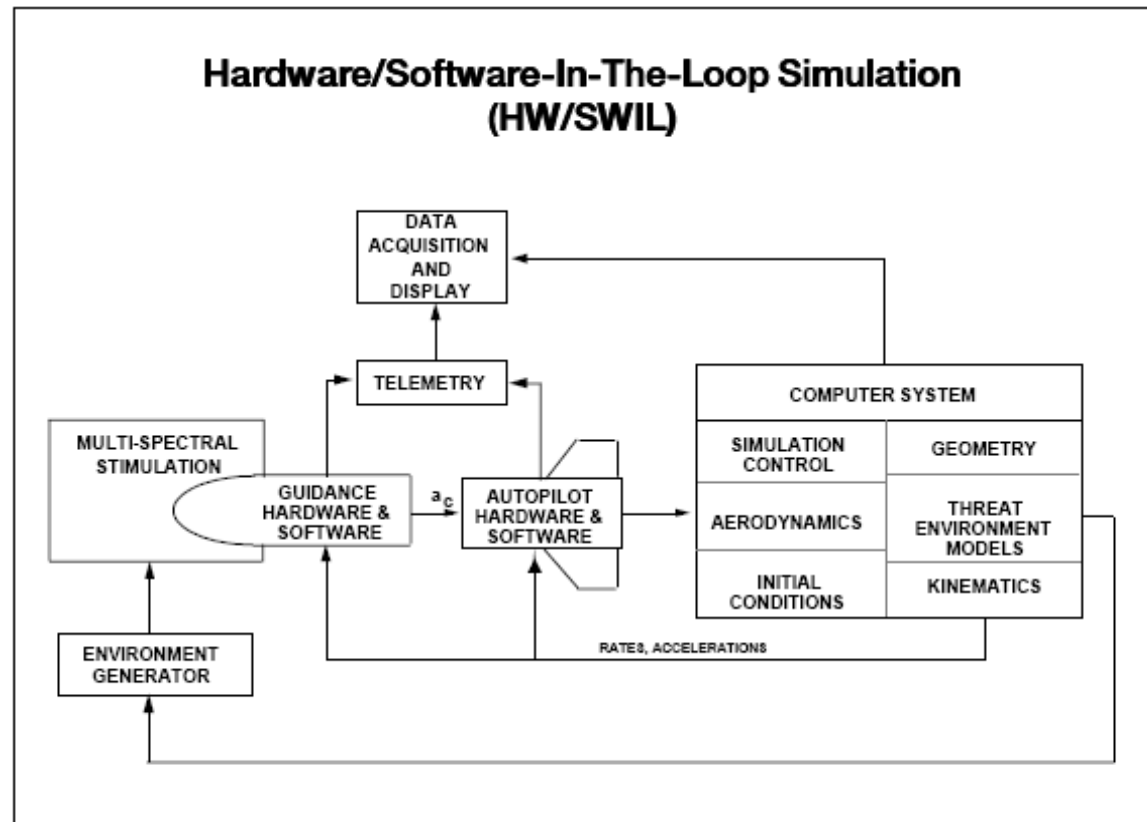 Hardware/Software-In-The-Loop Simulation
(HW/SWIL)
DATA
ACQUISITION
AND
DISPLAY
TELEMETRY
COMPUTER SYSTEM
MULTI-SPECTRAL
STIMULATION
SIMULATION
CONTROL
GEOMETRY
GUIDANCE
HARDWARE &
SOFTWARE
ac
AUTOPILOT
HARDWARE &
SOFTWARE
AERODYNAMICS
THREAT
ENVIRONMENT
MODELS
INITIAL
CONDITIONS
KINEMATICS
RATES, ACCELERATIONS
ENVIRONMENT
GENERATOR